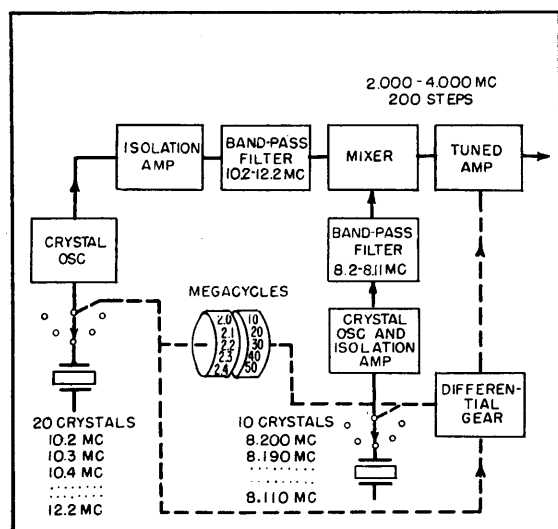 2.000 - 4.000 MC
200 STEPS
ISOLATION
AMP
BAND-PASS
FILTER
10.2-12.2 MC
MIXER
TUNED
AMP
CRYSTAL
OSC
BAND-PASS
FILTER
8.2-8.11 MC
MEGACYCLES
2.0
2.1
2.2
2.3
2.4
10
20
30
40
50
CRYSTAL
OSC AND
ISOLATION
AMP
DIFFEREN-
TIAL
GEAR
20 CRYSTALS
10.2 MC
10.3 MC
10.4 MC
12.2 MC
10 CRYSTALS
8.200 MC
8.190 MC
8.110 MC